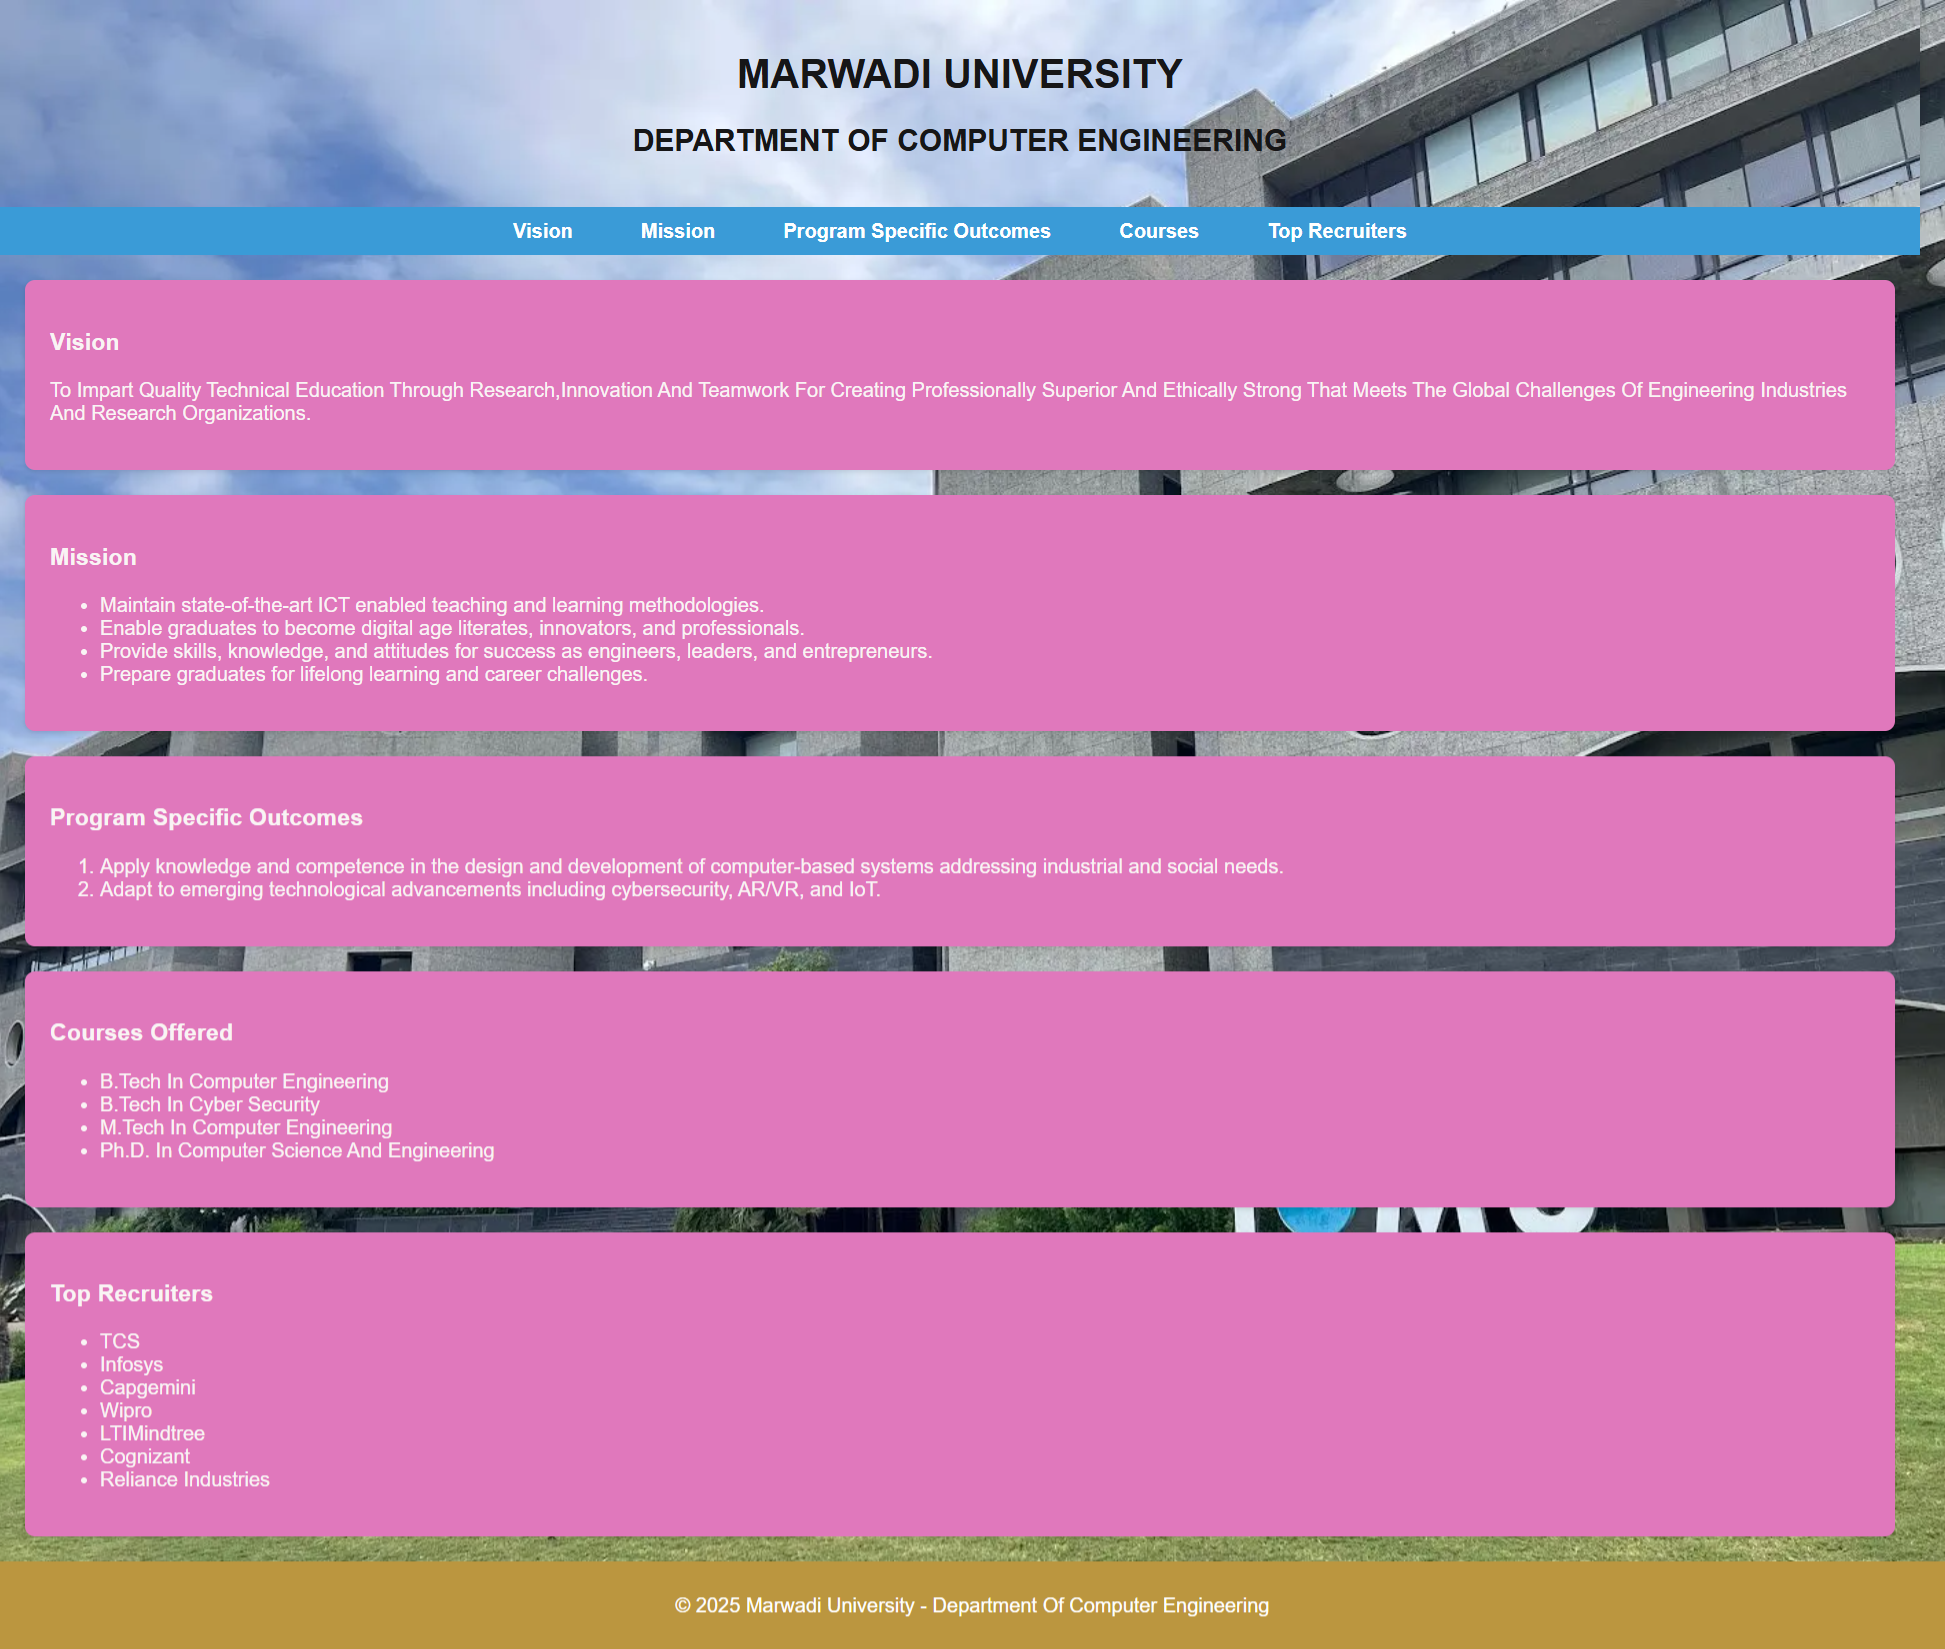 MARWADI UNIVERSITY
DEPARTMENT OF COMPUTER ENGINEERING
Vision Mission Program Specific Outcomes Courses Top Recruiters
Vision
To Impart Quality Technical Education Through Research,Innovation And Teamwork For Creating Professionally Superior And Ethically Strong That Meets The Global Challenges Of Engineering Industries
And Research Organizations.
Mission
• Maintain state-of-the-art ICT enabled teaching and learning methodologies.
• Enable graduates to become digital age literates, innovators, and professionals.
• Provide skills, knowledge, and attitudes for success as engineers, leaders, and entrepreneurs.
• Prepare graduates for lifelong learning and career challenges.
Program Specific Outcomes
1. Apply knowledge and competence in the design and development of computer-based systems addressing industrial and social needs.
2. Adapt to emerging technological advancements including cybersecurity, AR/VR, and IoT.
Courses Offered
• B.Tech In Computer Engineering
• B.Tech In Cyber Security
• M.Tech In Computer Engineering
• Ph.D. In Computer Science And Engineering
Top Recruiters
• TCS
• Infosys
• Capgemini
• Wipro
• LTIMindtree
• Cognizant
• Reliance Industries
© 2025 Marwadi University - Department Of Computer Engineering